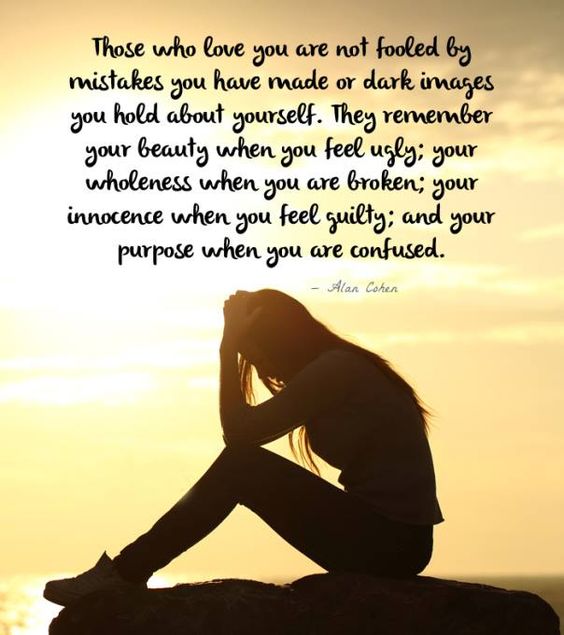 Those who love you are not fooled by
mistakes you have made or dark images
you hold about yourself. They remember
your beauty when you feel ugly; your
wholeness when you are broken; your
innocence when you feel guilty; and your
purpose when you are confused.
– Alan Cohen